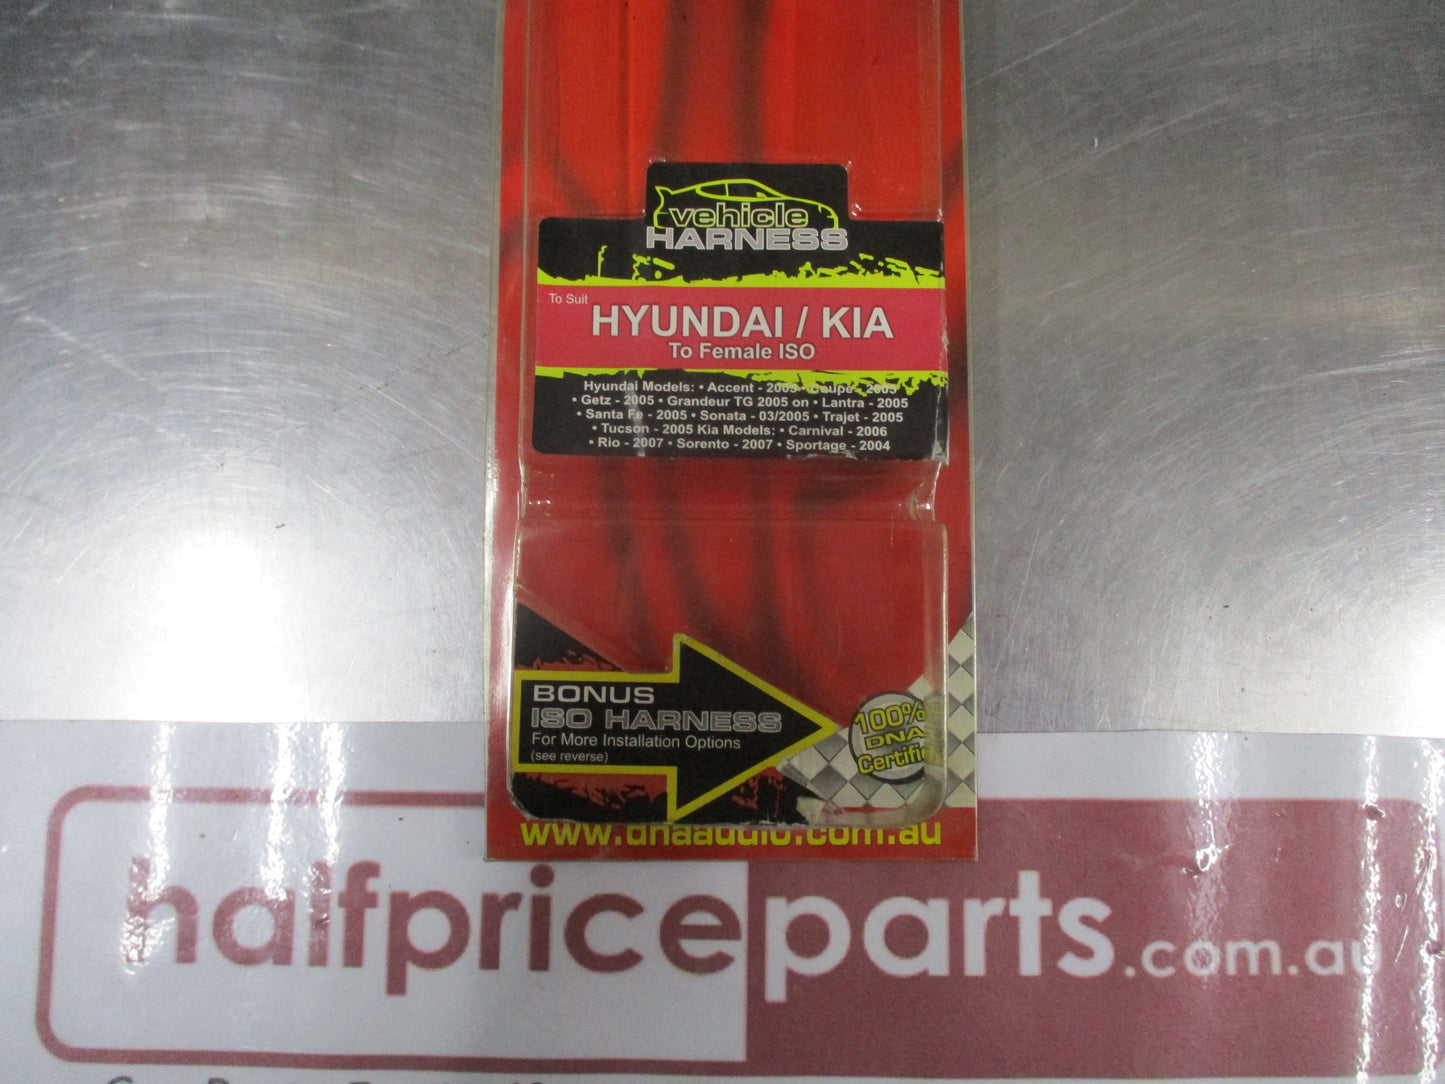 vehicle
HARNESS
To Suit
HYUNDAI / KIA
To Female ISO
Hyundai Models: • Accent - 2005 • Coupe - 2005
• Getz - 2005 • Grandeur TG 2005 on • Lantra - 2005
• Santa Fe - 2005 • Sonata - 03/2005 • Trajet - 2005
• Tucson - 2005 Kia Models: • Carnival - 2006
• Rio - 2007 • Sorento - 2007 • Sportage - 2004
BONUS
ISO HARNESS
For More Installation Options
(see reverse)
100%
DNA
Certified
www.dnaaudio.com.au
halfpriceparts.com.au